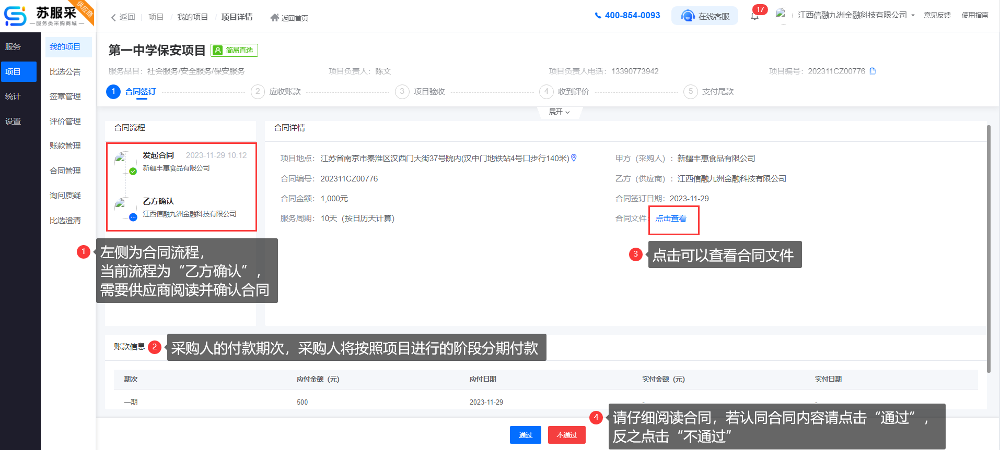 苏服采
服务类采购商城
供应商
返回 项目 / 我的项目 / 项目详情 返回首页
400-854-0093 在线客服 17 江西信融九洲金融科技有限公司 意见反馈 使用指南
服务
项目
统计
设置
我的项目
比选公告
签章管理
评价管理
账款管理
合同管理
询问质疑
比选澄清
第一中学保安项目 简易直选
服务品目: 社会服务/安全服务/保安服务 项目负责人: 陈文 项目负责人电话: 13390773942 项目编号: 202311CZ00776
1 合同签订 2 应收账款 3 项目验收 4 收到评价 5 支付尾款
展开
合同流程
发起合同 2023-11-29 10:12
新疆丰惠食品有限公司
乙方确认
江西信融九洲金融科技有限公司
1 左侧为合同流程，
当前流程为“乙方确认”，
需要供应商阅读并确认合同
合同详情
项目地点: 江苏省南京市秦淮区汉西门大街37号院内(汉中门地铁站4号口步行140米) 甲方（采购人）: 新疆丰惠食品有限公司
合同编号: 202311CZ00776 乙方（供应商）: 江西信融九洲金融科技有限公司
合同金额: 1,000元 合同签订日期: 2023-11-29
服务周期: 10天（按日历天计算) 合同文件: 点击查看
3 点击可以查看合同文件
账款信息 2 采购人的付款期次，采购人将按照项目进行的阶段分期付款
期次 应付金额（元) 应付日期 实付金额（元) 实付日期
一期 500 2023-11-29 - -
通过 不通过
4 请仔细阅读合同，若认同合同内容请点击“通过”，
反之点击“不通过”